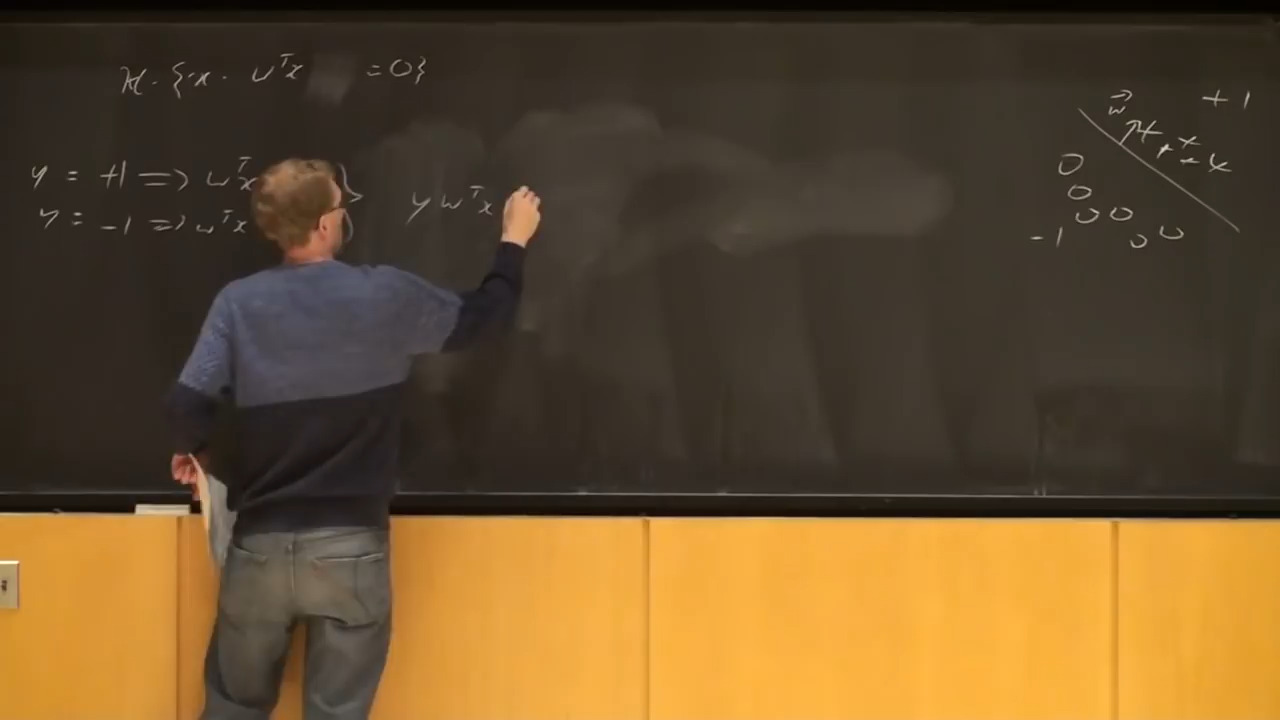 H: {x: wᵀx = 0}
y = +1 => wᵀx
y = -1 => wᵀx
}
y wᵀx
w⃗
+1
-1